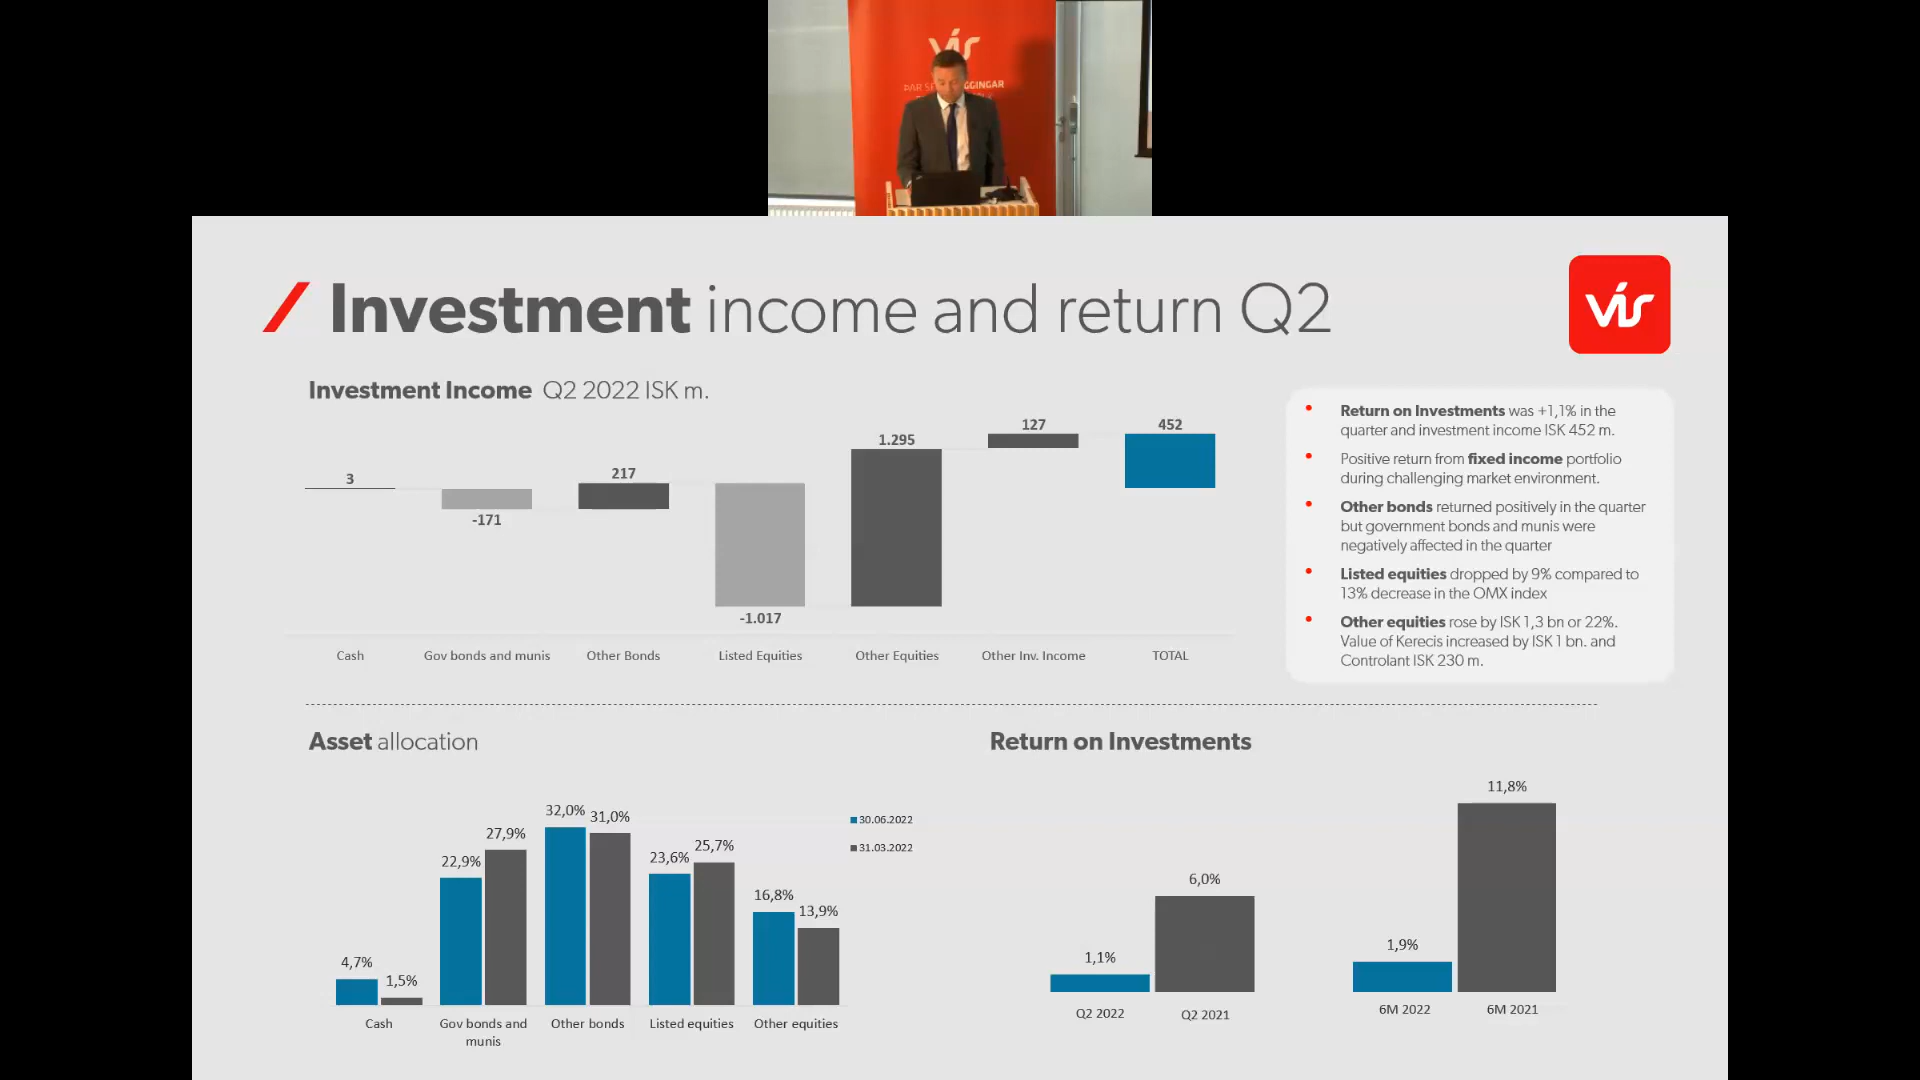 vís
ÞAR SE
GGINGAR
Investment income and return Q2
vís
Investment Income Q2 2022 ISK m.
3
-171
217
-1.017
1.295
127
452
Cash
Gov bonds and munis
Other Bonds
Listed Equities
Other Equities
Other Inv. Income
TOTAL
• Return on Investments was +1,1% in the
quarter and investment income ISK 452 m.
• Positive return from fixed income portfolio
during challenging market environment.
• Other bonds returned positively in the quarter
but government bonds and munis were
negatively affected in the quarter
• Listed equities dropped by 9% compared to
13% decrease in the OMX index
• Other equities rose by ISK 1,3 bn or 22%.
Value of Kerecis increased by ISK 1 bn. and
Controlant ISK 230 m.
Asset allocation
4,7%
1,5%
22,9%
27,9%
32,0%
31,0%
23,6%
25,7%
16,8%
13,9%
30.06.2022
31.03.2022
Cash
Gov bonds and
munis
Other bonds
Listed equities
Other equities
Return on Investments
1,1%
6,0%
1,9%
11,8%
Q2 2022
Q2 2021
6M 2022
6M 2021